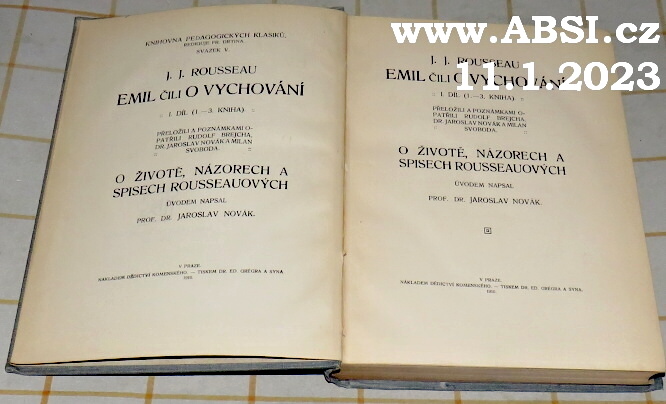 KNIHOVNA PEDAGOGICKÝCH KLASIKŮ,
REDIGUJE FR. DRTINA.
SVAZEK V.
J. J. ROUSSEAU
EMIL ČILI O VYCHOVÁNÍ
I. DÍL (1.—3. KNIHA)
PŘELOŽILI A POZNÁMKAMI O-
PATŘILI RUDOLF BREJCHA,
DR. JAROSLAV NOVÁK A MILAN
SVOBODA.
O ŽIVOTĚ, NÁZORECH A
SPISECH ROUSSEAUOVÝCH
ÚVODEM NAPSAL
PROF. DR. JAROSLAV NOVÁK.
V PRAZE.
NÁKLADEM DĚDICTVÍ KOMENSKÉHO. — TISKEM DR. ED. GRÉGRA A SYNA.
www.ABSI.cz
11.1.2023
J. J. ROUSSEAU
EMIL ČILI O VYCHOVÁNÍ
I. DÍL (1.—3. KNIHA)
PŘELOŽILI A POZNÁMKAMI O-
PATŘILI RUDOLF BREJCHA,
DR. JAROSLAV NOVÁK A MILAN
SVOBODA.
O ŽIVOTĚ, NÁZORECH A
SPISECH ROUSSEAUOVÝCH
ÚVODEM NAPSAL
PROF. DR. JAROSLAV NOVÁK.
V PRAZE.
NÁKLADEM DĚDICTVÍ KOMENSKÉHO. — TISKEM DR. ED. GRÉGRA A SYNA.